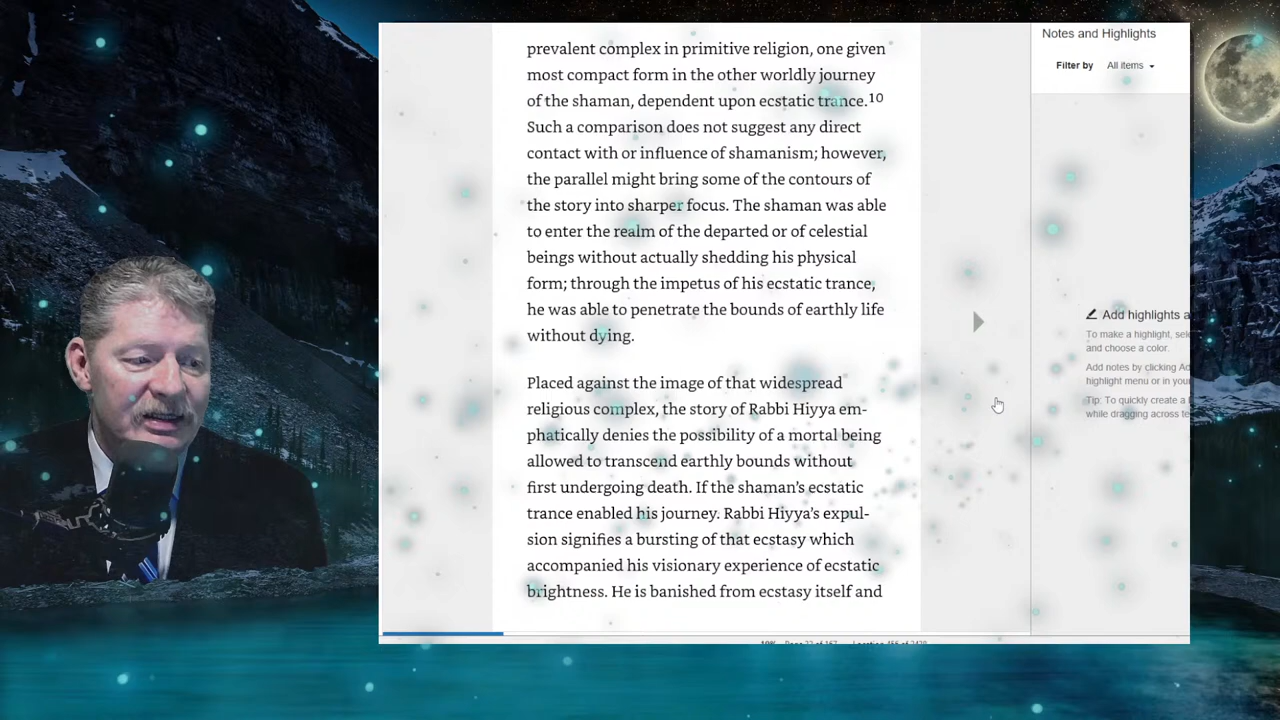 prevalent complex in primitive religion, one given
most compact form in the other worldly journey
of the shaman, dependent upon ecstatic trance.10
Such a comparison does not suggest any direct
contact with or influence of shamanism; however,
the parallel might bring some of the contours of
the story into sharper focus. The shaman was able
to enter the realm of the departed or of celestial
beings without actually shedding his physical
form; through the impetus of his ecstatic trance,
he was able to penetrate the bounds of earthly life
without dying.
Placed against the image of that widespread
religious complex, the story of Rabbi Hiyya em-
phatically denies the possibility of a mortal being
allowed to transcend earthly bounds without
first undergoing death. If the shaman's ecstatic
trance enabled his journey. Rabbi Hiyya's expul-
sion signifies a bursting of that ecstasy which
accompanied his visionary experience of ecstatic
brightness. He is banished from ecstasy itself and
Notes and Highlights
Filter by All items
Add highlights
To make a highlight,
and choose a color.
Add notes by clicking
highlight menu or in
Tip: To quickly create a
while dragging across